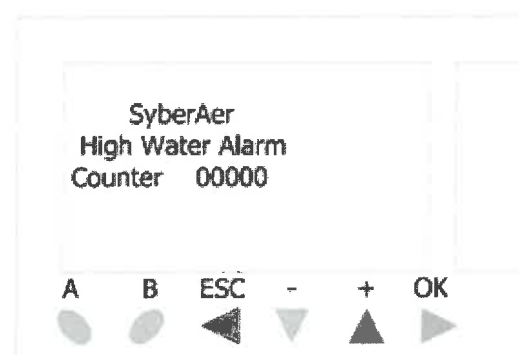 SyberAer
High Water Alarm
Counter 00000
A B ESC - + OK